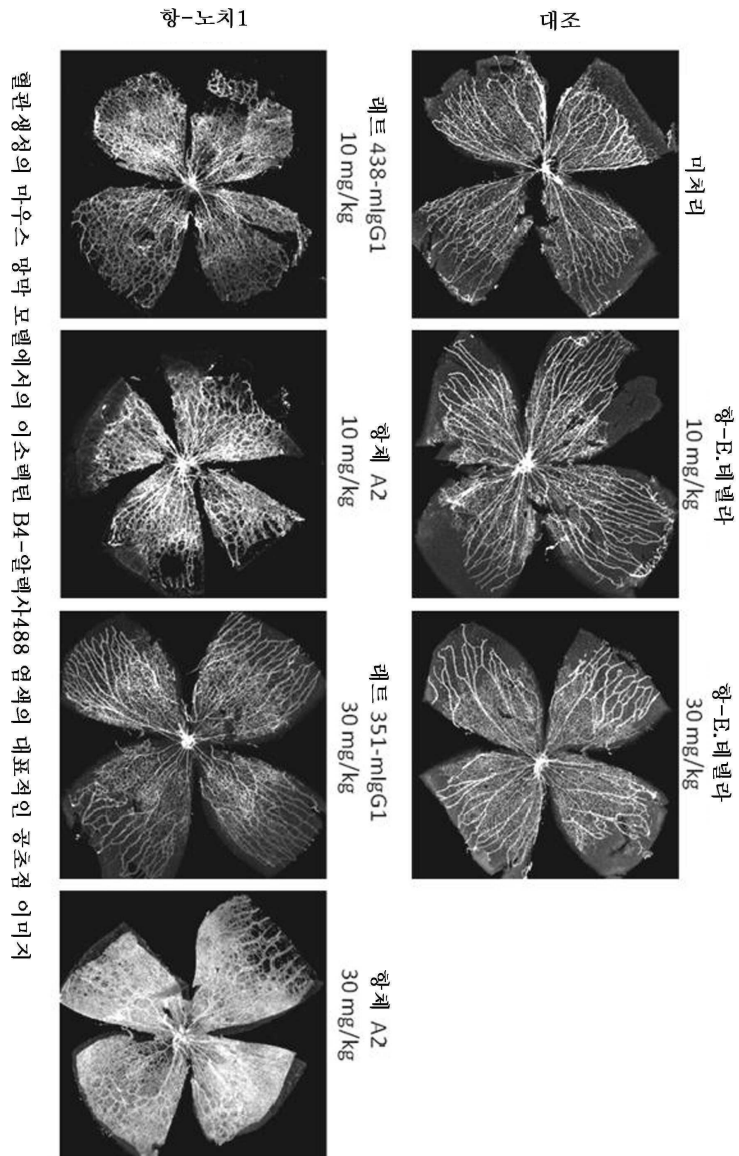 미처리
항-E.테넬라
10 mg/kg
항-E.테넬라
30 mg/kg
대조
래트 438-mIgG1
10 mg/kg
항체 A2
10 mg/kg
래트 351-mIgG1
30 mg/kg
항체 A2
30 mg/kg
항-노치1
혈관생성의 마우스 망막 모델에서의 이소렉틴 B4-알렉사488 염색의 대표적인 공초점 이미지